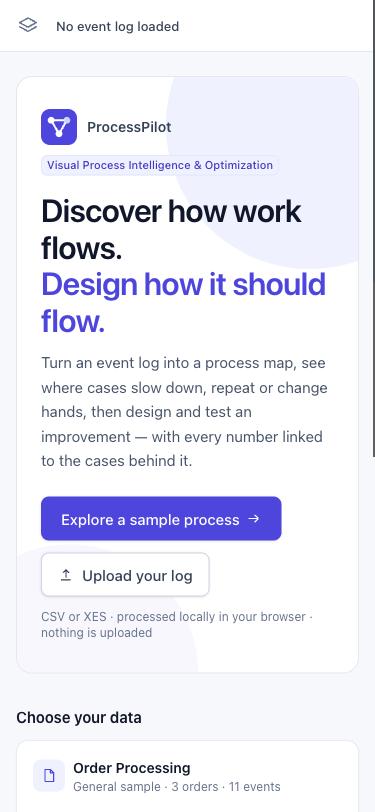 No event log loaded
ProcessPilot
Visual Process Intelligence & Optimization
Discover how work
flows.
Design how it should
flow.
Turn an event log into a process map, see
where cases slow down, repeat or change
hands, then design and test an
improvement — with every number linked
to the cases behind it.
Explore a sample process →
Upload your log
CSV or XES · processed locally in your browser ·
nothing is uploaded
Choose your data
Order Processing
General sample · 3 orders · 11 events